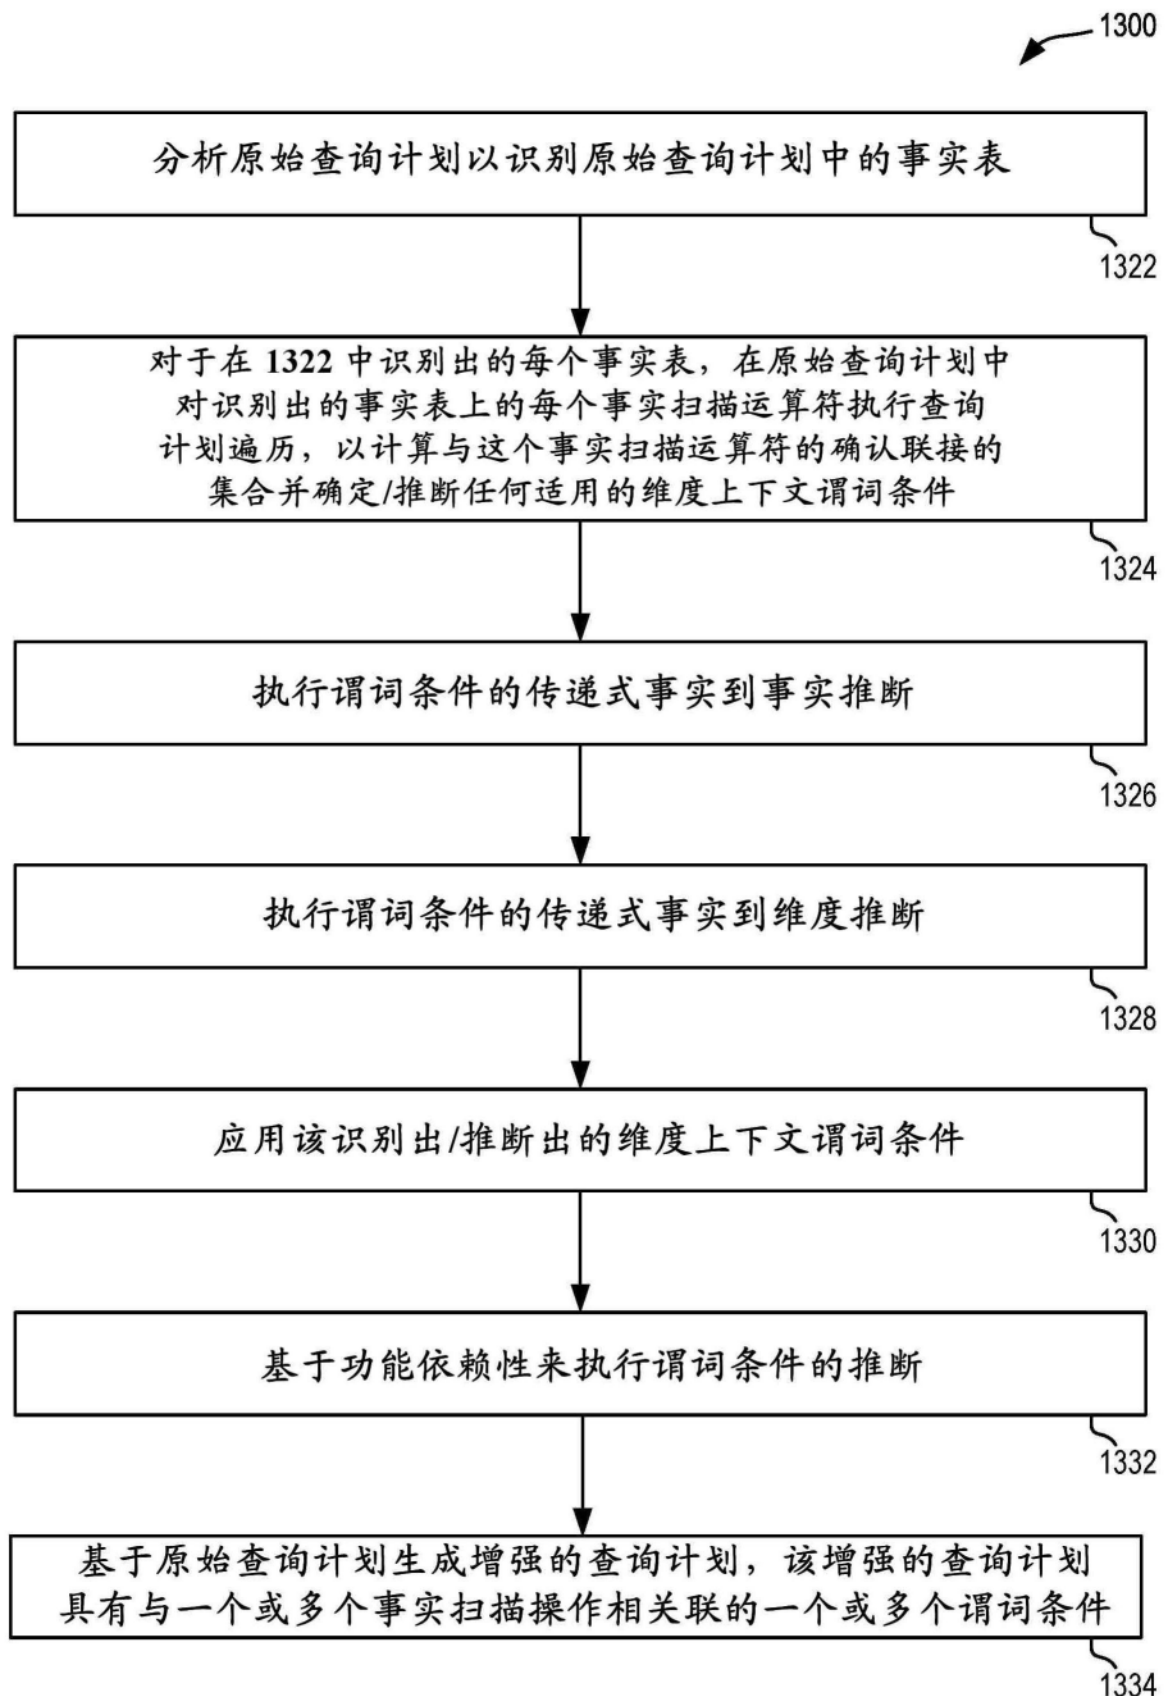 1300
分析原始查询计划以识别原始查询计划中的事实表
1322
对于在 1322 中识别出的每个事实表，在原始查询计划中
对识别出的事实表上的每个事实扫描运算符执行查询
计划遍历，以计算与这个事实扫描运算符的确认联接的
集合并确定/推断任何适用的维度上下文谓词条件
1324
执行谓词条件的传递式事实到事实推断
1326
执行谓词条件的传递式事实到维度推断
1328
应用该识别出/推断出的维度上下文谓词条件
1330
基于功能依赖性来执行谓词条件的推断
1332
基于原始查询计划生成增强的查询计划，该增强的查询计划
具有与一个或多个事实扫描操作相关联的一个或多个谓词条件
1334